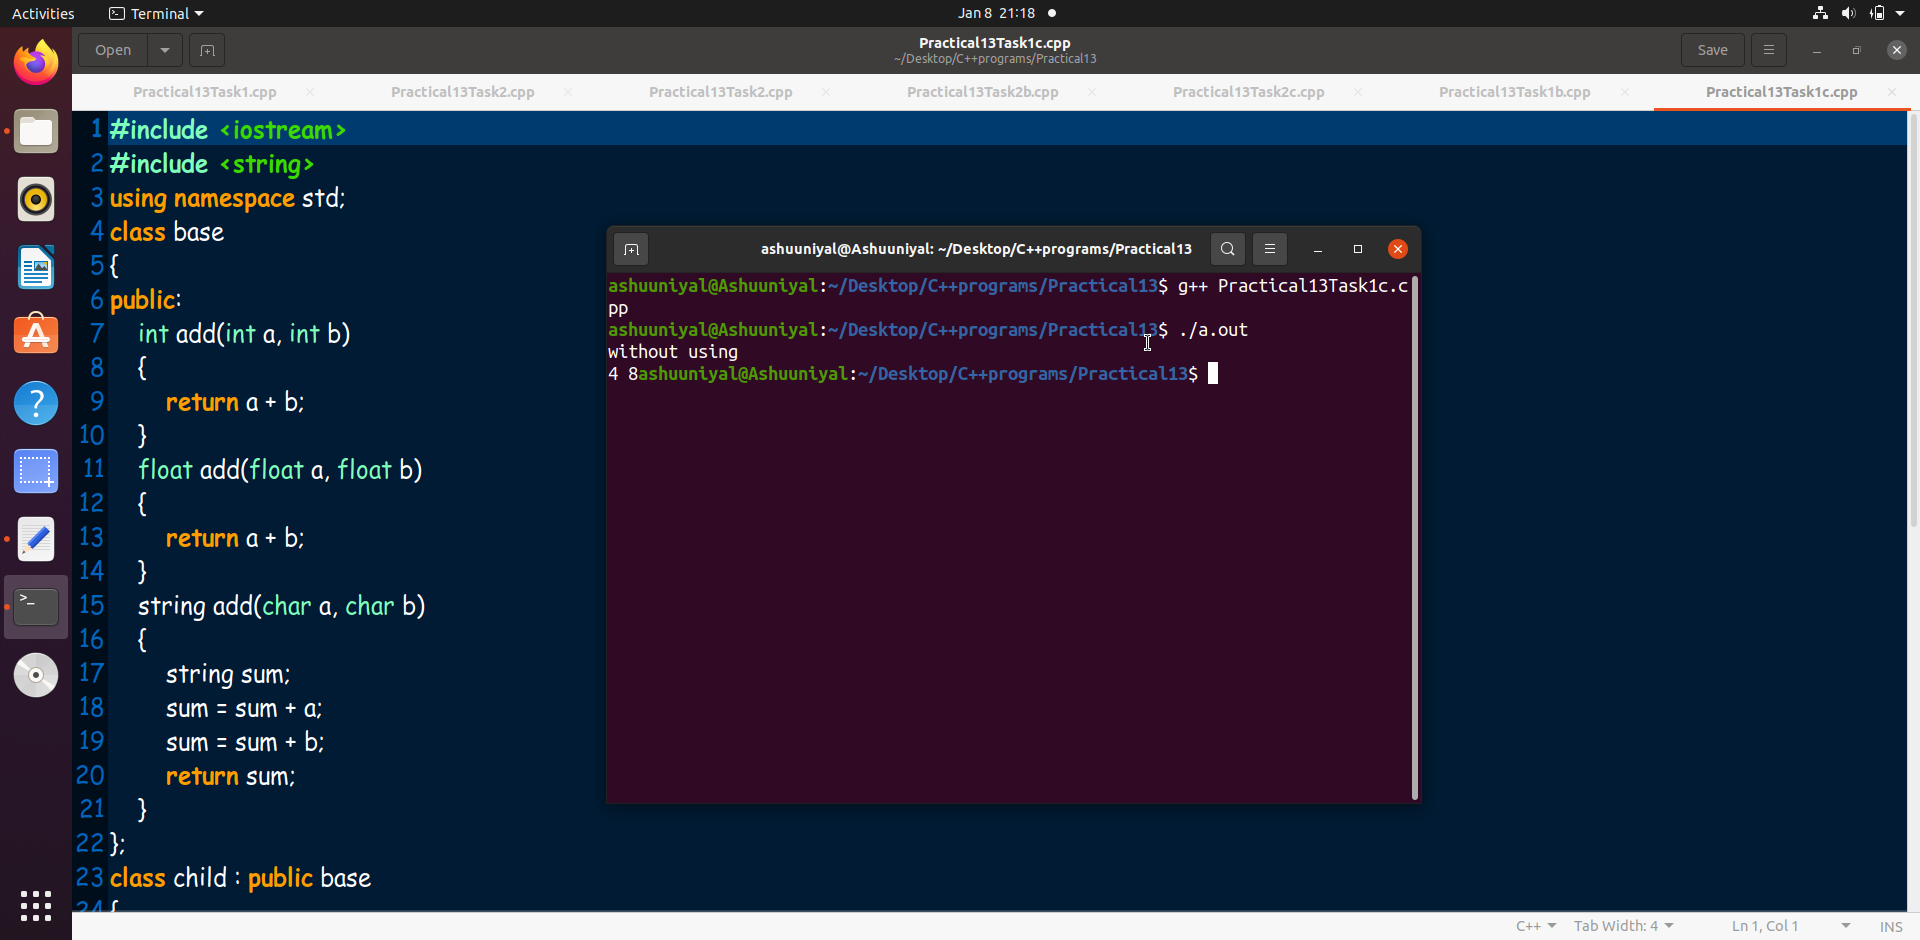 Activities
Terminal
Jan 8 21:18
Open
Practical13Task1c.cpp
~/Desktop/C++programs/Practical13
Save
Practical13Task1.cpp
Practical13Task2.cpp
Practical13Task2.cpp
Practical13Task2b.cpp
Practical13Task2c.cpp
Practical13Task1b.cpp
Practical13Task1c.cpp
1 #include <iostream>
2 #include <string>
3 using namespace std;
4 class base
5 {
6 public:
7 int add(int a, int b)
8 {
9 return a + b;
10 }
11 float add(float a, float b)
12 {
13 return a + b;
14 }
15 string add(char a, char b)
16 {
17 string sum;
18 sum = sum + a;
19 sum = sum + b;
20 return sum;
21 }
22 };
23 class child : public base
24 {
ashuuniyal@Ashuuniyal: ~/Desktop/C++programs/Practical13
ashuuniyal@Ashuuniyal:~/Desktop/C++programs/Practical13$ g++ Practical13Task1c.c
pp
ashuuniyal@Ashuuniyal:~/Desktop/C++programs/Practical13$ ./a.out
without using
4 8ashuuniyal@Ashuuniyal:~/Desktop/C++programs/Practical13$
C++
Tab Width: 4
Ln 1, Col 1
INS